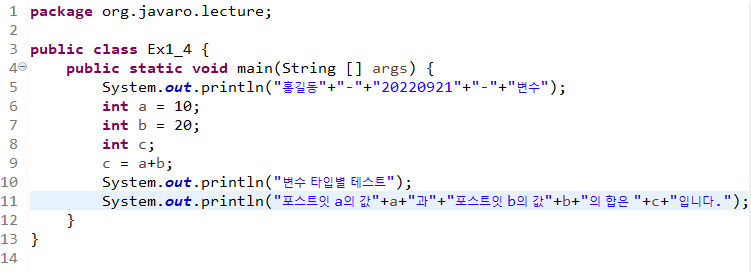 1 package org.javaro.lecture;
2
3 public class Ex1_4 {
4 public static void main(String [] args) {
5 System.out.println("홍길동"+"-"+"20220921"+"-"+"변수");
6 int a = 10;
7 int b = 20;
8 int c;
9 c = a+b;
10 System.out.println("변수 타입별 테스트");
11 System.out.println("포스트잇 a의 값"+a+"과"+"포스트잇 b의 값"+b+"의 합은 "+c+"입니다.");
12 }
13 }
14